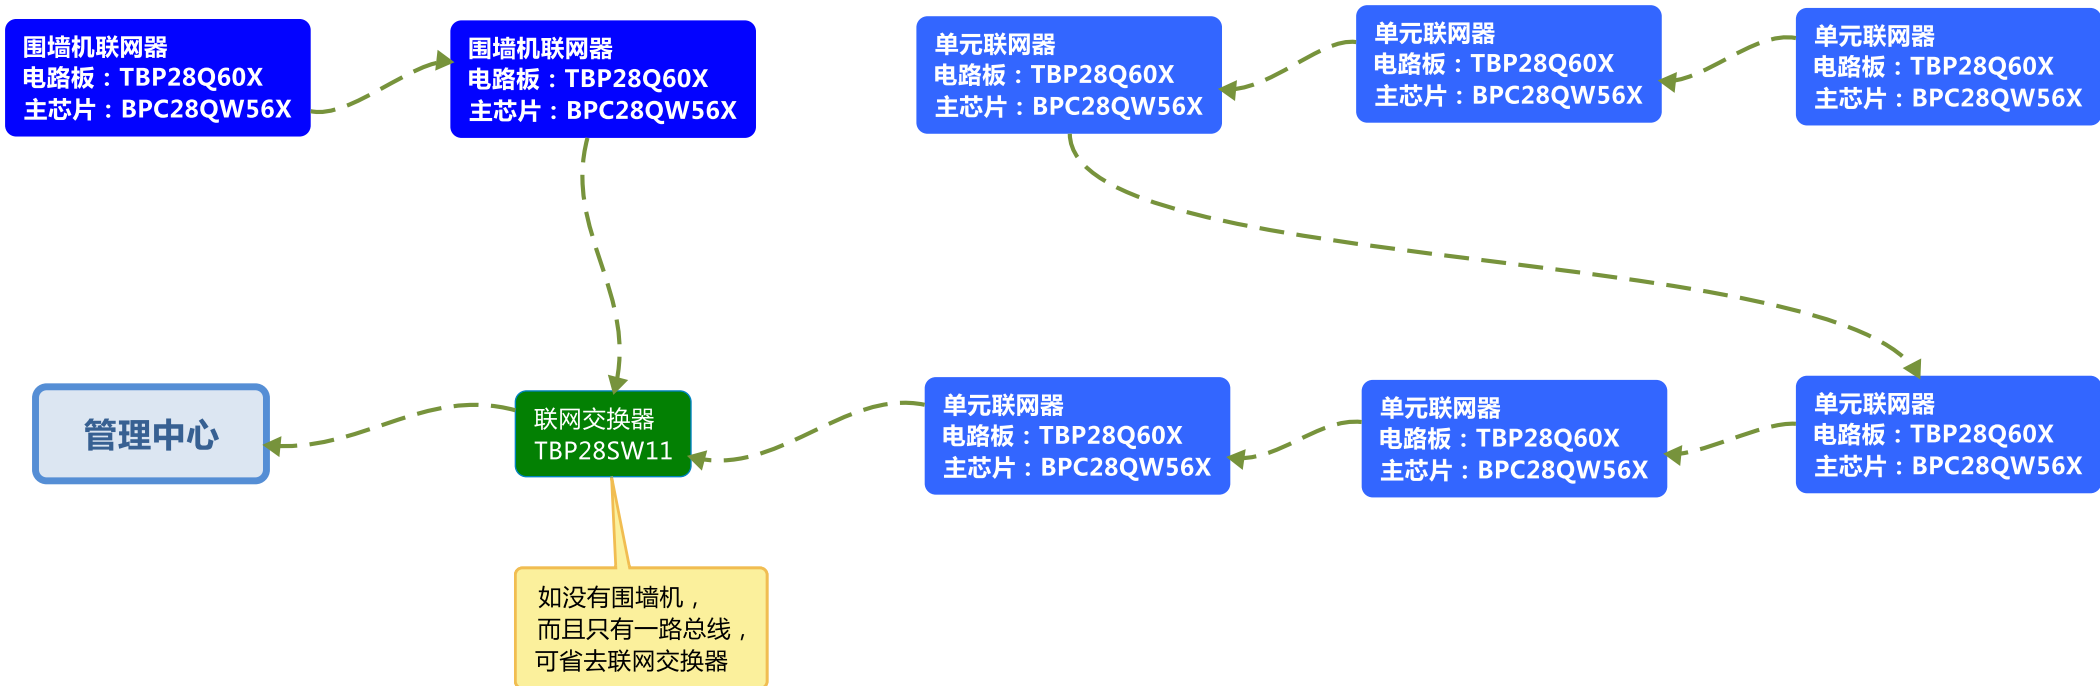 围墙机联网器
电路板：TBP28Q60X
主芯片：BPC28QW56X
围墙机联网器
电路板：TBP28Q60X
主芯片：BPC28QW56X
单元联网器
电路板：TBP28Q60X
主芯片：BPC28QW56X
单元联网器
电路板：TBP28Q60X
主芯片：BPC28QW56X
单元联网器
电路板：TBP28Q60X
主芯片：BPC28QW56X
管理中心
联网交换器
TBP28SW11
单元联网器
电路板：TBP28Q60X
主芯片：BPC28QW56X
单元联网器
电路板：TBP28Q60X
主芯片：BPC28QW56X
单元联网器
电路板：TBP28Q60X
主芯片：BPC28QW56X
如没有围墙机，
而且只有一路总线，
可省去联网交换器